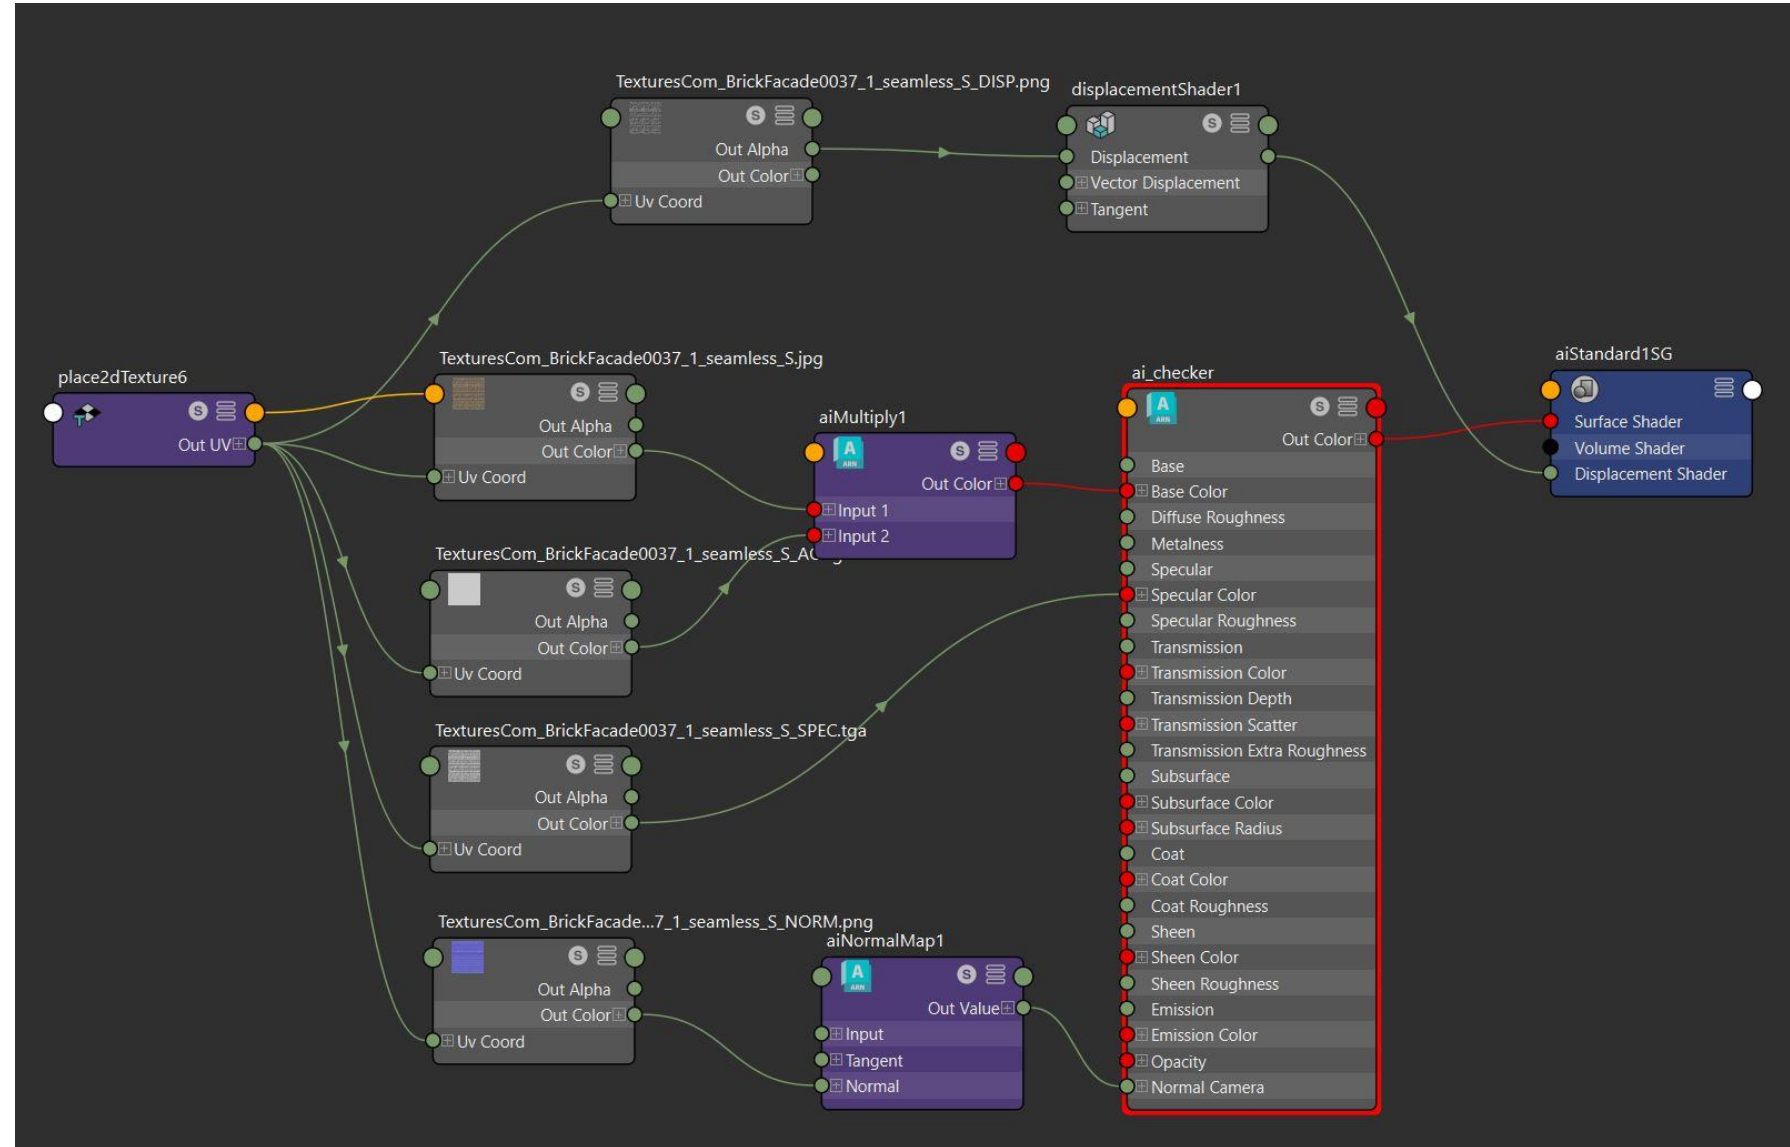 TexturesCom_BrickFacade0037_1_seamless_S_DISP.png
S
Out Alpha
Out Color
Uv Coord
displacementShader1
S
Displacement
Vector Displacement
Tangent
place2dTexture6
S
Out UV
TexturesCom_BrickFacade0037_1_seamless_S.jpg
S
Out Alpha
Out Color
Uv Coord
aiMultiply1
A
ARN
S
Out Color
Input 1
Input 2
TexturesCom_BrickFacade0037_1_seamless_S_AO
S
Out Alpha
Out Color
Uv Coord
TexturesCom_BrickFacade0037_1_seamless_S_SPEC.tga
S
Out Alpha
Out Color
Uv Coord
TexturesCom_BrickFacade...7_1_seamless_S_NORM.png
S
Out Alpha
Out Color
Uv Coord
aiNormalMap1
A
ARN
S
Out Value
Input
Tangent
Normal
ai_checker
A
ARN
S
Out Color
Base
Base Color
Diffuse Roughness
Metalness
Specular
Specular Color
Specular Roughness
Transmission
Transmission Color
Transmission Depth
Transmission Scatter
Transmission Extra Roughness
Subsurface
Subsurface Color
Subsurface Radius
Coat
Coat Color
Coat Roughness
Sheen
Sheen Color
Sheen Roughness
Emission
Emission Color
Opacity
Normal Camera
aiStandard1SG
Surface Shader
Volume Shader
Displacement Shader